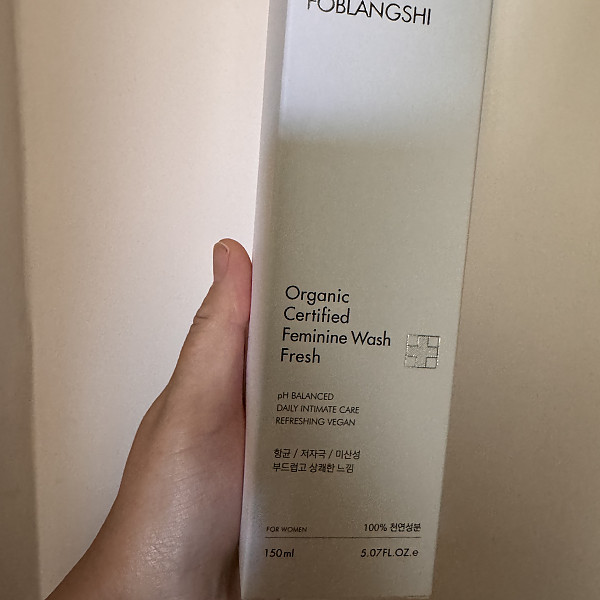 FOBLANGSHI
Organic
Certified
Feminine Wash
Fresh
pH BALANCED
DAILY INTIMATE CARE
REFRESHING VEGAN
항균 / 저자극 / 미산성
부드럽고 상쾌한 느낌
FOR WOMEN 100% 천연성분
150 ml 5.07FL.OZ.e